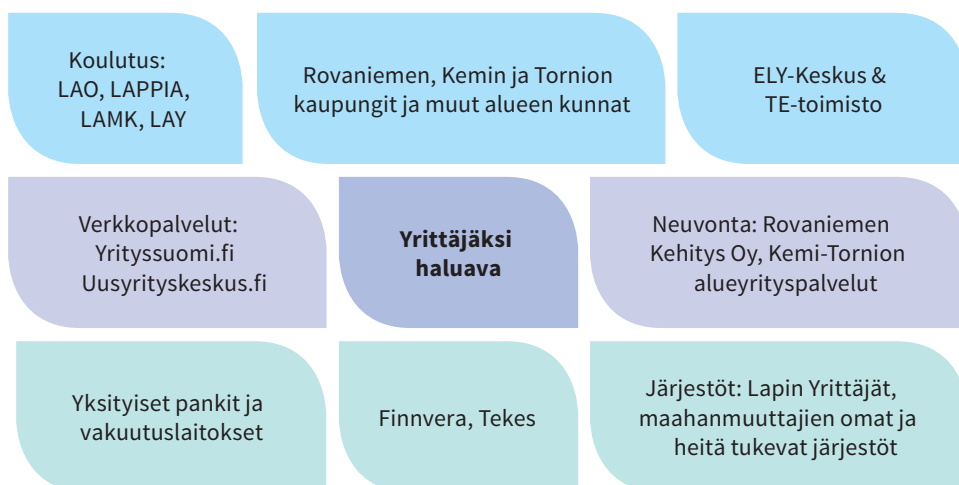 Koulutus:
LAO, LAPPIA,
LAMK, LAY
Rovaniemen, Kemin ja Tornion
kaupungit ja muut alueen kunnat
ELY-Keskus &
TE-toimisto
Verkkopalvelut:
Yrityssuomi.fi
Uusyrityskeskus.fi
Yrittäjäksi
haluava
Neuvonta: Rovaniemen
Kehitys Oy, Kemi-Tornion
alueyrityspalvelut
Yksityiset pankit ja
vakuutuslaitokset
Finnvera, Tekes
Järjestöt: Lapin Yrittäjät,
maahanmuuttajien omat ja
heitä tukevat järjestöt